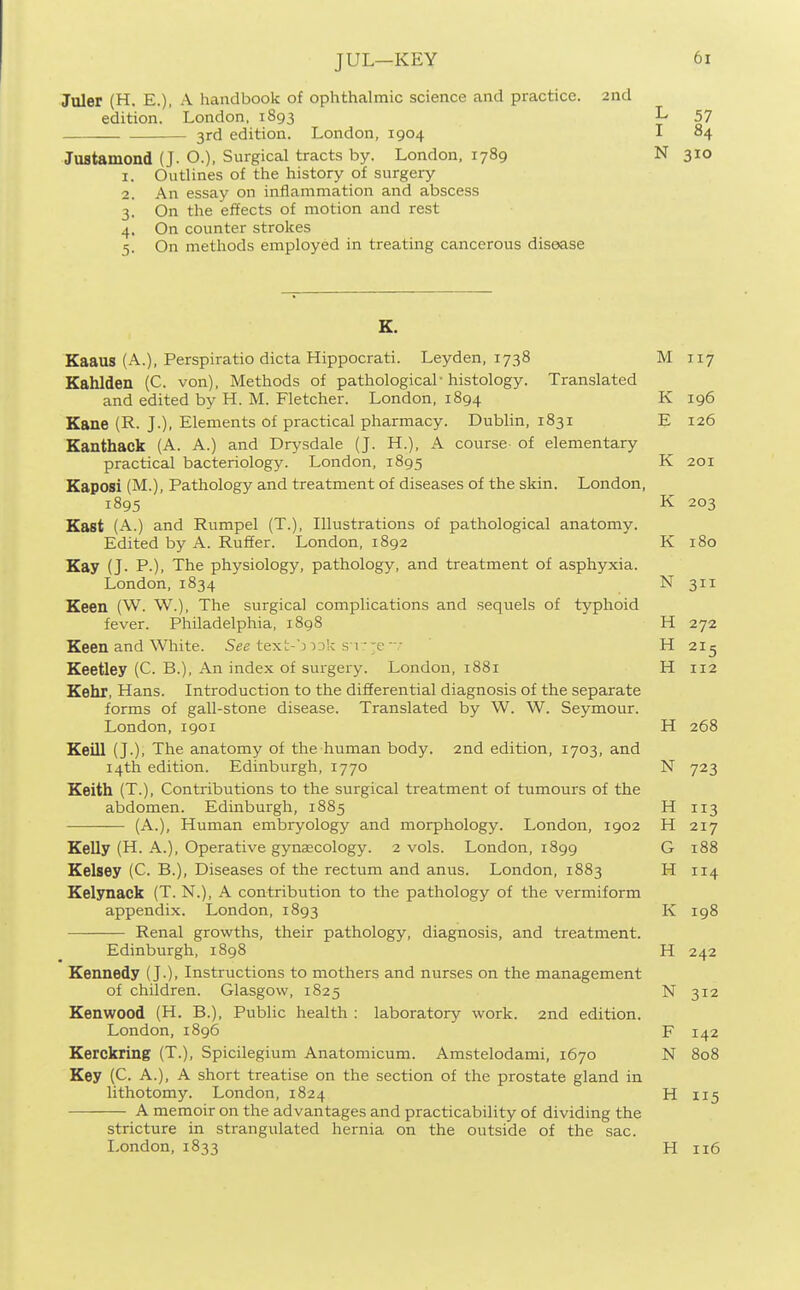 JUL—KEY 61
Juler (H. E.), A handbook of ophthalmic science and practice. 2nd
edition. London, 1893 L 57
——— ——— 3rd edition. London, 1904 I 84
Justamond (J. O.), Surgical tracts by. London, 1789 N 310
1. Outlines of the history of surgery
2. An essay on inflammation and abscess
3. On the effects of motion and rest
4. On counter strokes
5. On methods employed in treating cancerous disease
K.
Kaaus (A.), Perspiratio dicta Hippocrati. Leyden, 1738 M 117
Kahlden (C. von), Methods of pathological histology. Translated
and edited by H. M. Fletcher. London, 1894 K 196
Kane (R. J.), Elements of practical pharmacy. Dublin, 1831 E 126
Kanthack (A. A.) and Drysdale (J. H.), A course of elementary
practical bacteriology. London, 1895 K 201
Kaposi (M.), Pathology and treatment of diseases of the skin. London,
1895 K 203
Kast (A.) and Rumpel (T.), Illustrations of pathological anatomy.
Edited by A. Ruffer. London, 1892 K 180
Kay (J. P.), The physiology, pathology, and treatment of asphyxia.
London, 1834 N 311
Keen (W. W.), The surgical complications and sequels of typhoid
fever. Philadelphia, 1898 H 272
Keen and White. See H 215
Keetley (C. B.), An index of surgery. London, 1881 H 112
Kehr, Hans. Introduction to the differential diagnosis of the separate
forms of gall-stone disease. Translated by W. W. Seymour.
London, 1901 H 268
Keill (J.), The anatomy of the human body. 2nd edition, 1703, and
14th edition. Edinburgh, 1770 N 723
Keith (T.), Contributions to the surgical treatment of tumours of the
abdomen. Edinburgh, 1885 H 113
——— (A.), Human embryology and morphology. London, 1902 H 217
Kelly (H. A.), Operative gynæcology. 2 vols. London, 1899 G 188
Kelsey (C. B.), Diseases of the rectum and anus. London, 1883 H 114
Kelynack (T. N.), A contribution to the pathology of the vermiform
appendix. London, 1893 K 198
——— Renal growths, their pathology, diagnosis, and treatment.
Edinburgh, 1898 H 242
Kennedy (J.), Instructions to mothers and nurses on the management
of children. Glasgow, 1825 N 312
Kenwood (H. B.), Public health : laboratory work. 2nd edition.
London, 1896 F 142
Kerckring (T.), Spicilegium Anatomicum. Amstelodami, 1670 N 808
Key (C. A.), A short treatise on the section of the prostate gland in
lithotomy. London, 1824 H 115
——— A memoir on the advantages and practicability of dividing the
stricture in strangulated hernia on the outside of the sac.
London, 1833 H 116